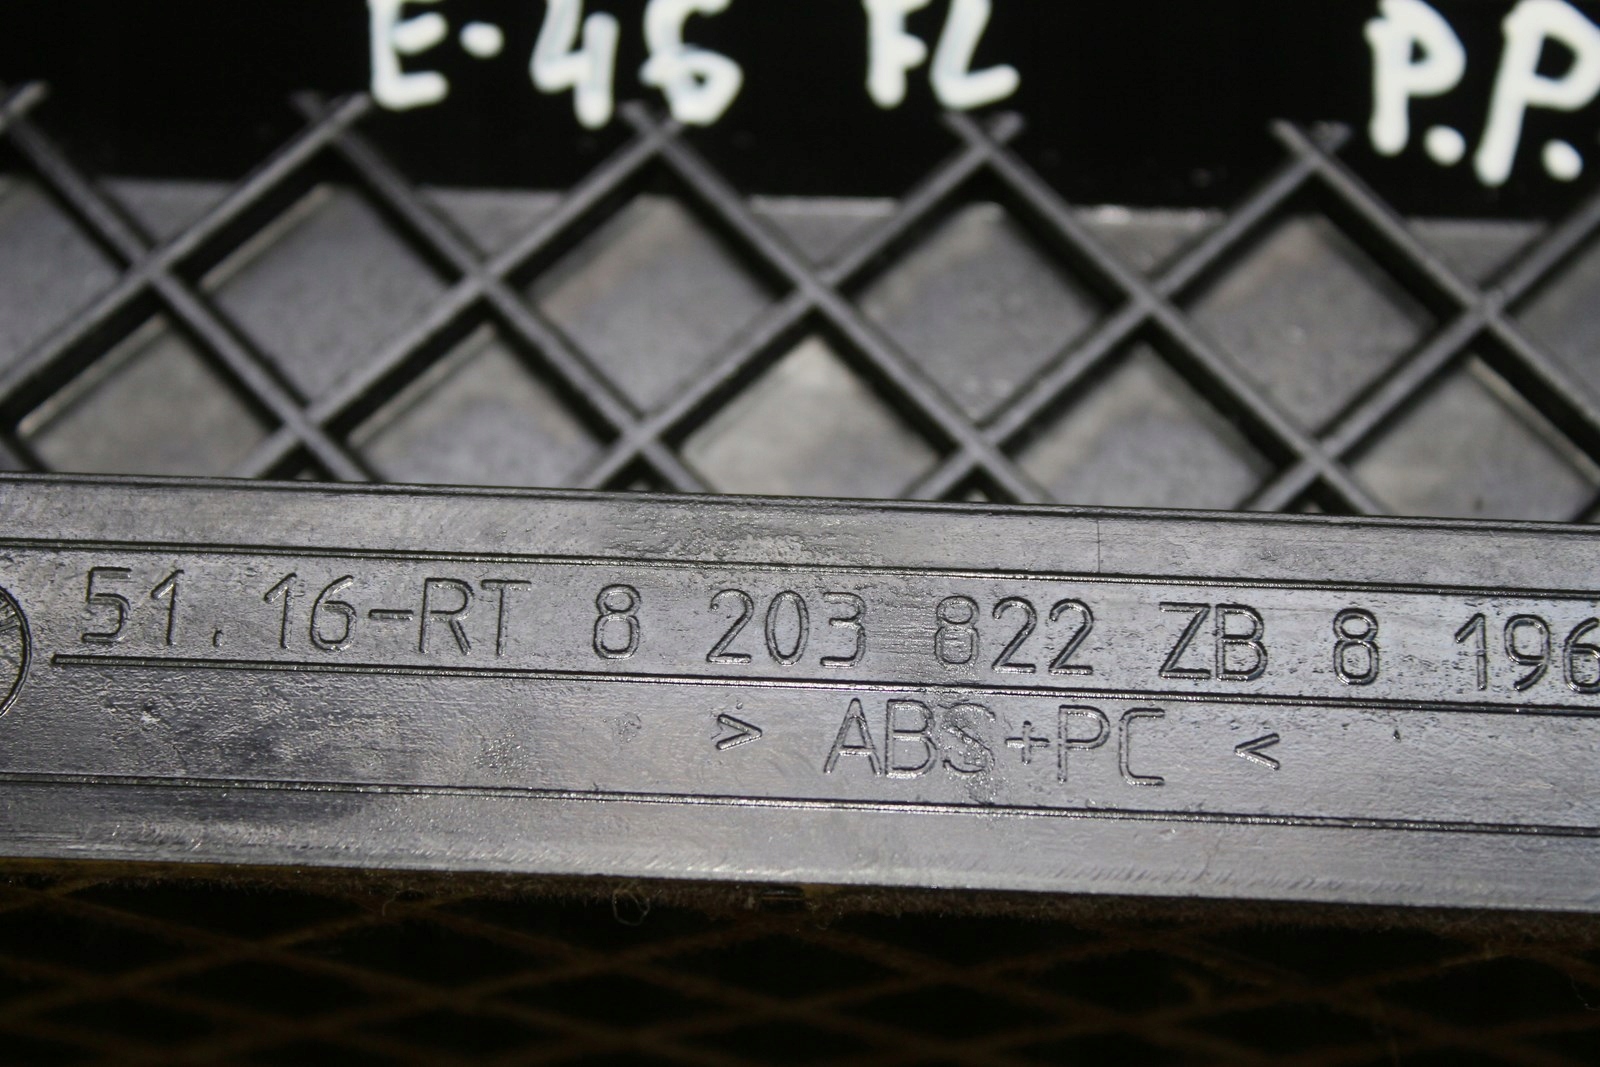 E-46 FL P.P.
51.16-RT 8 203 822 ZB 8 196
> ABS+PC <